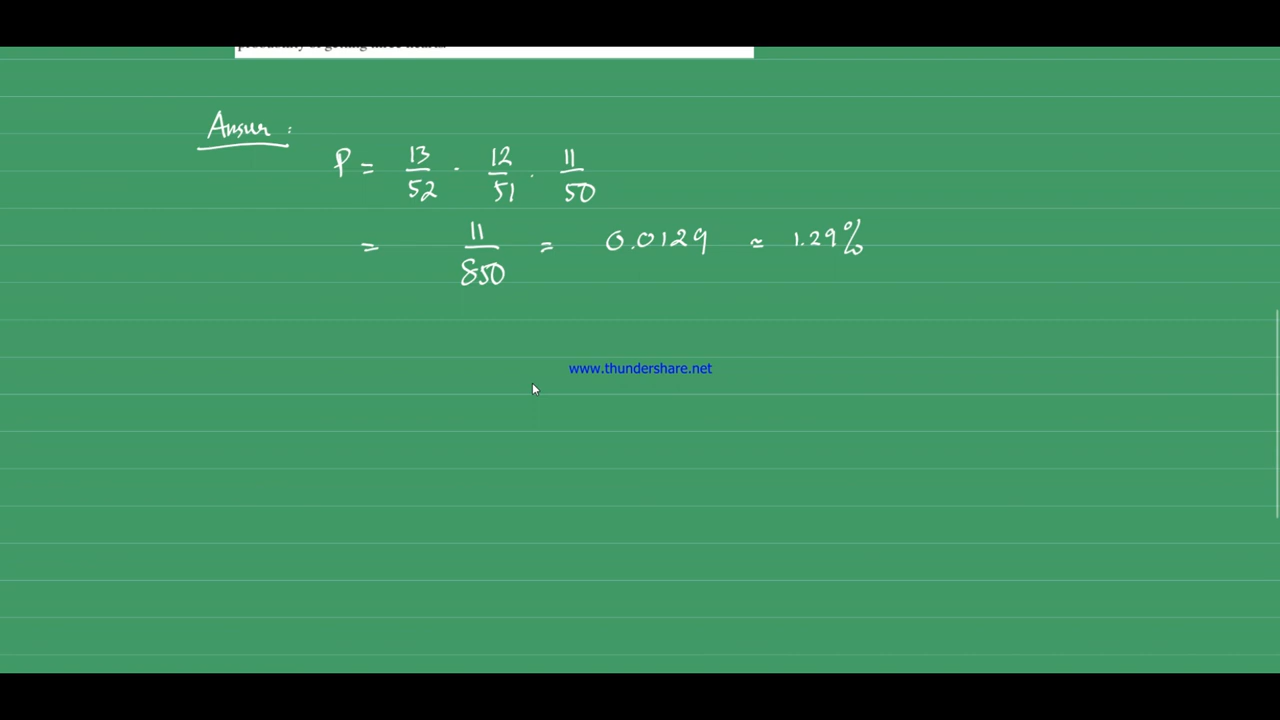 Answer :
P = 13/52 · 12/51 · 11/50
= 11/850 = 0.0129 ≈ 1.29%
www.thundershare.net